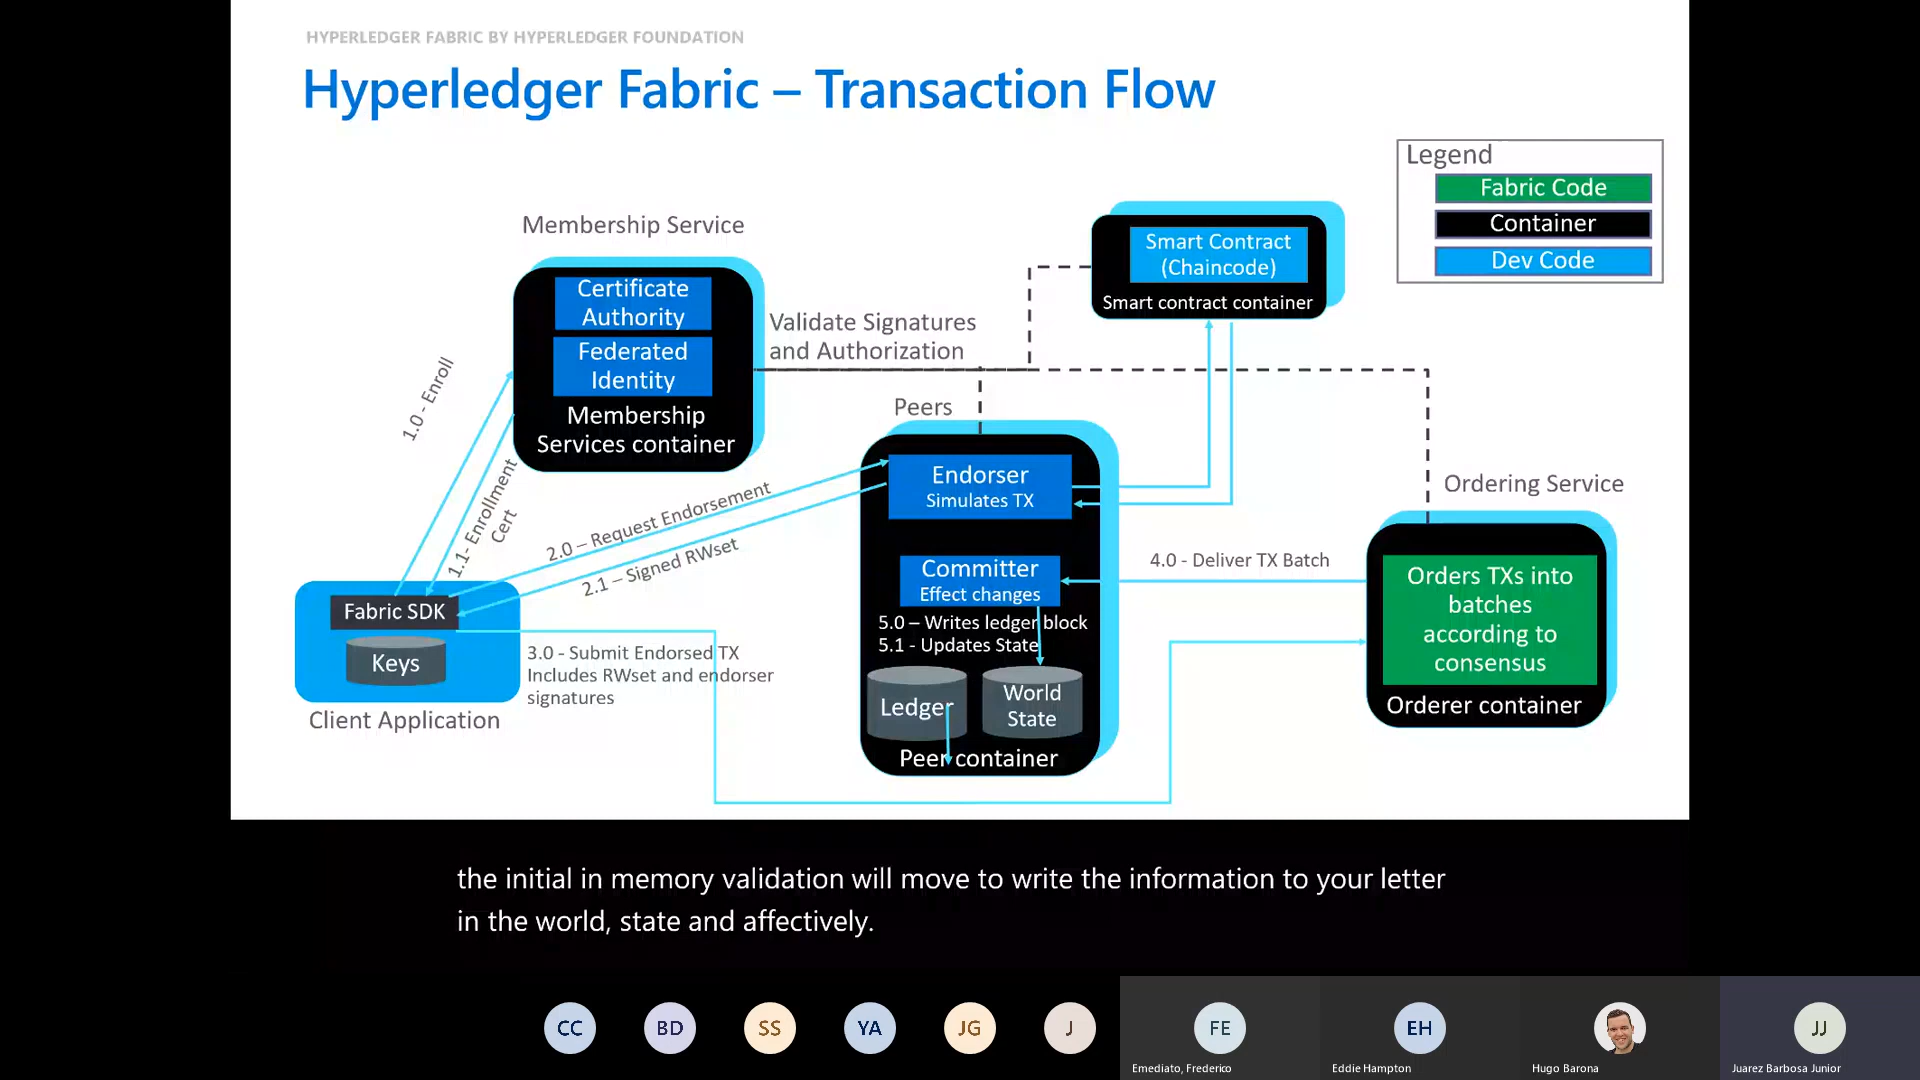 HYPERLEDGER FABRIC BY HYPERLEDGER FOUNDATION
Hyperledger Fabric – Transaction Flow
Legend
Fabric Code
Container
Dev Code
Membership Service
Certificate
Authority
Federated
Identity
Membership
Services container
Validate Signatures
and Authorization
Smart Contract
(Chaincode)
Smart contract container
1.0 - Enroll
1.1- Enrollment
Cert
2.0 – Request Endorsement
2.1 – Signed RWset
Peers
Endorser
Simulates TX
Committer
Effect changes
5.0 – Writes ledger block
5.1 - Updates State
Ledger
World
State
Peer container
4.0 - Deliver TX Batch
Ordering Service
Orders TXs into
batches
according to
consensus
Orderer container
Fabric SDK
Keys
Client Application
3.0 - Submit Endorsed TX
Includes RWset and endorser
signatures
the initial in memory validation will move to write the information to your letter
in the world, state and affectively.
CC
BD
SS
YA
JG
J
FE
EH
JJ
Emediato, Frederico
Eddie Hampton
Hugo Barona
Juarez Barbosa Junior